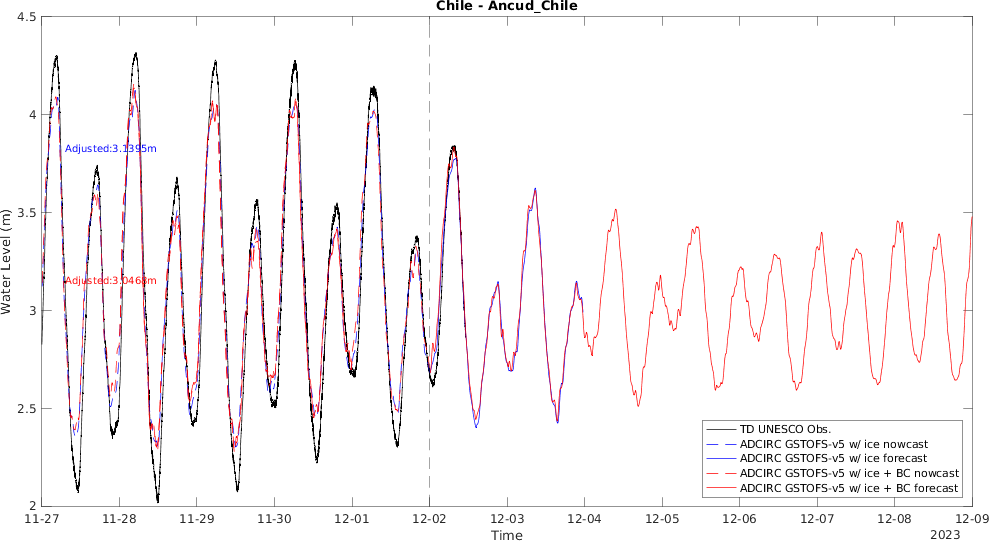 Chile - Ancud_Chile
4.5
4
3.5
3
2.5
2
Water Level (m)
Adjusted:3.1395m
Adjusted:3.0468m
TD UNESCO Obs.
ADCIRC GSTOFS-v5 w/ ice nowcast
ADCIRC GSTOFS-v5 w/ ice forecast
ADCIRC GSTOFS-v5 w/ ice + BC nowcast
ADCIRC GSTOFS-v5 w/ ice + BC forecast
11-27 11-28 11-29 11-30 12-01 12-02 12-03 12-04 12-05 12-06 12-07 12-08 12-09
Time
2023